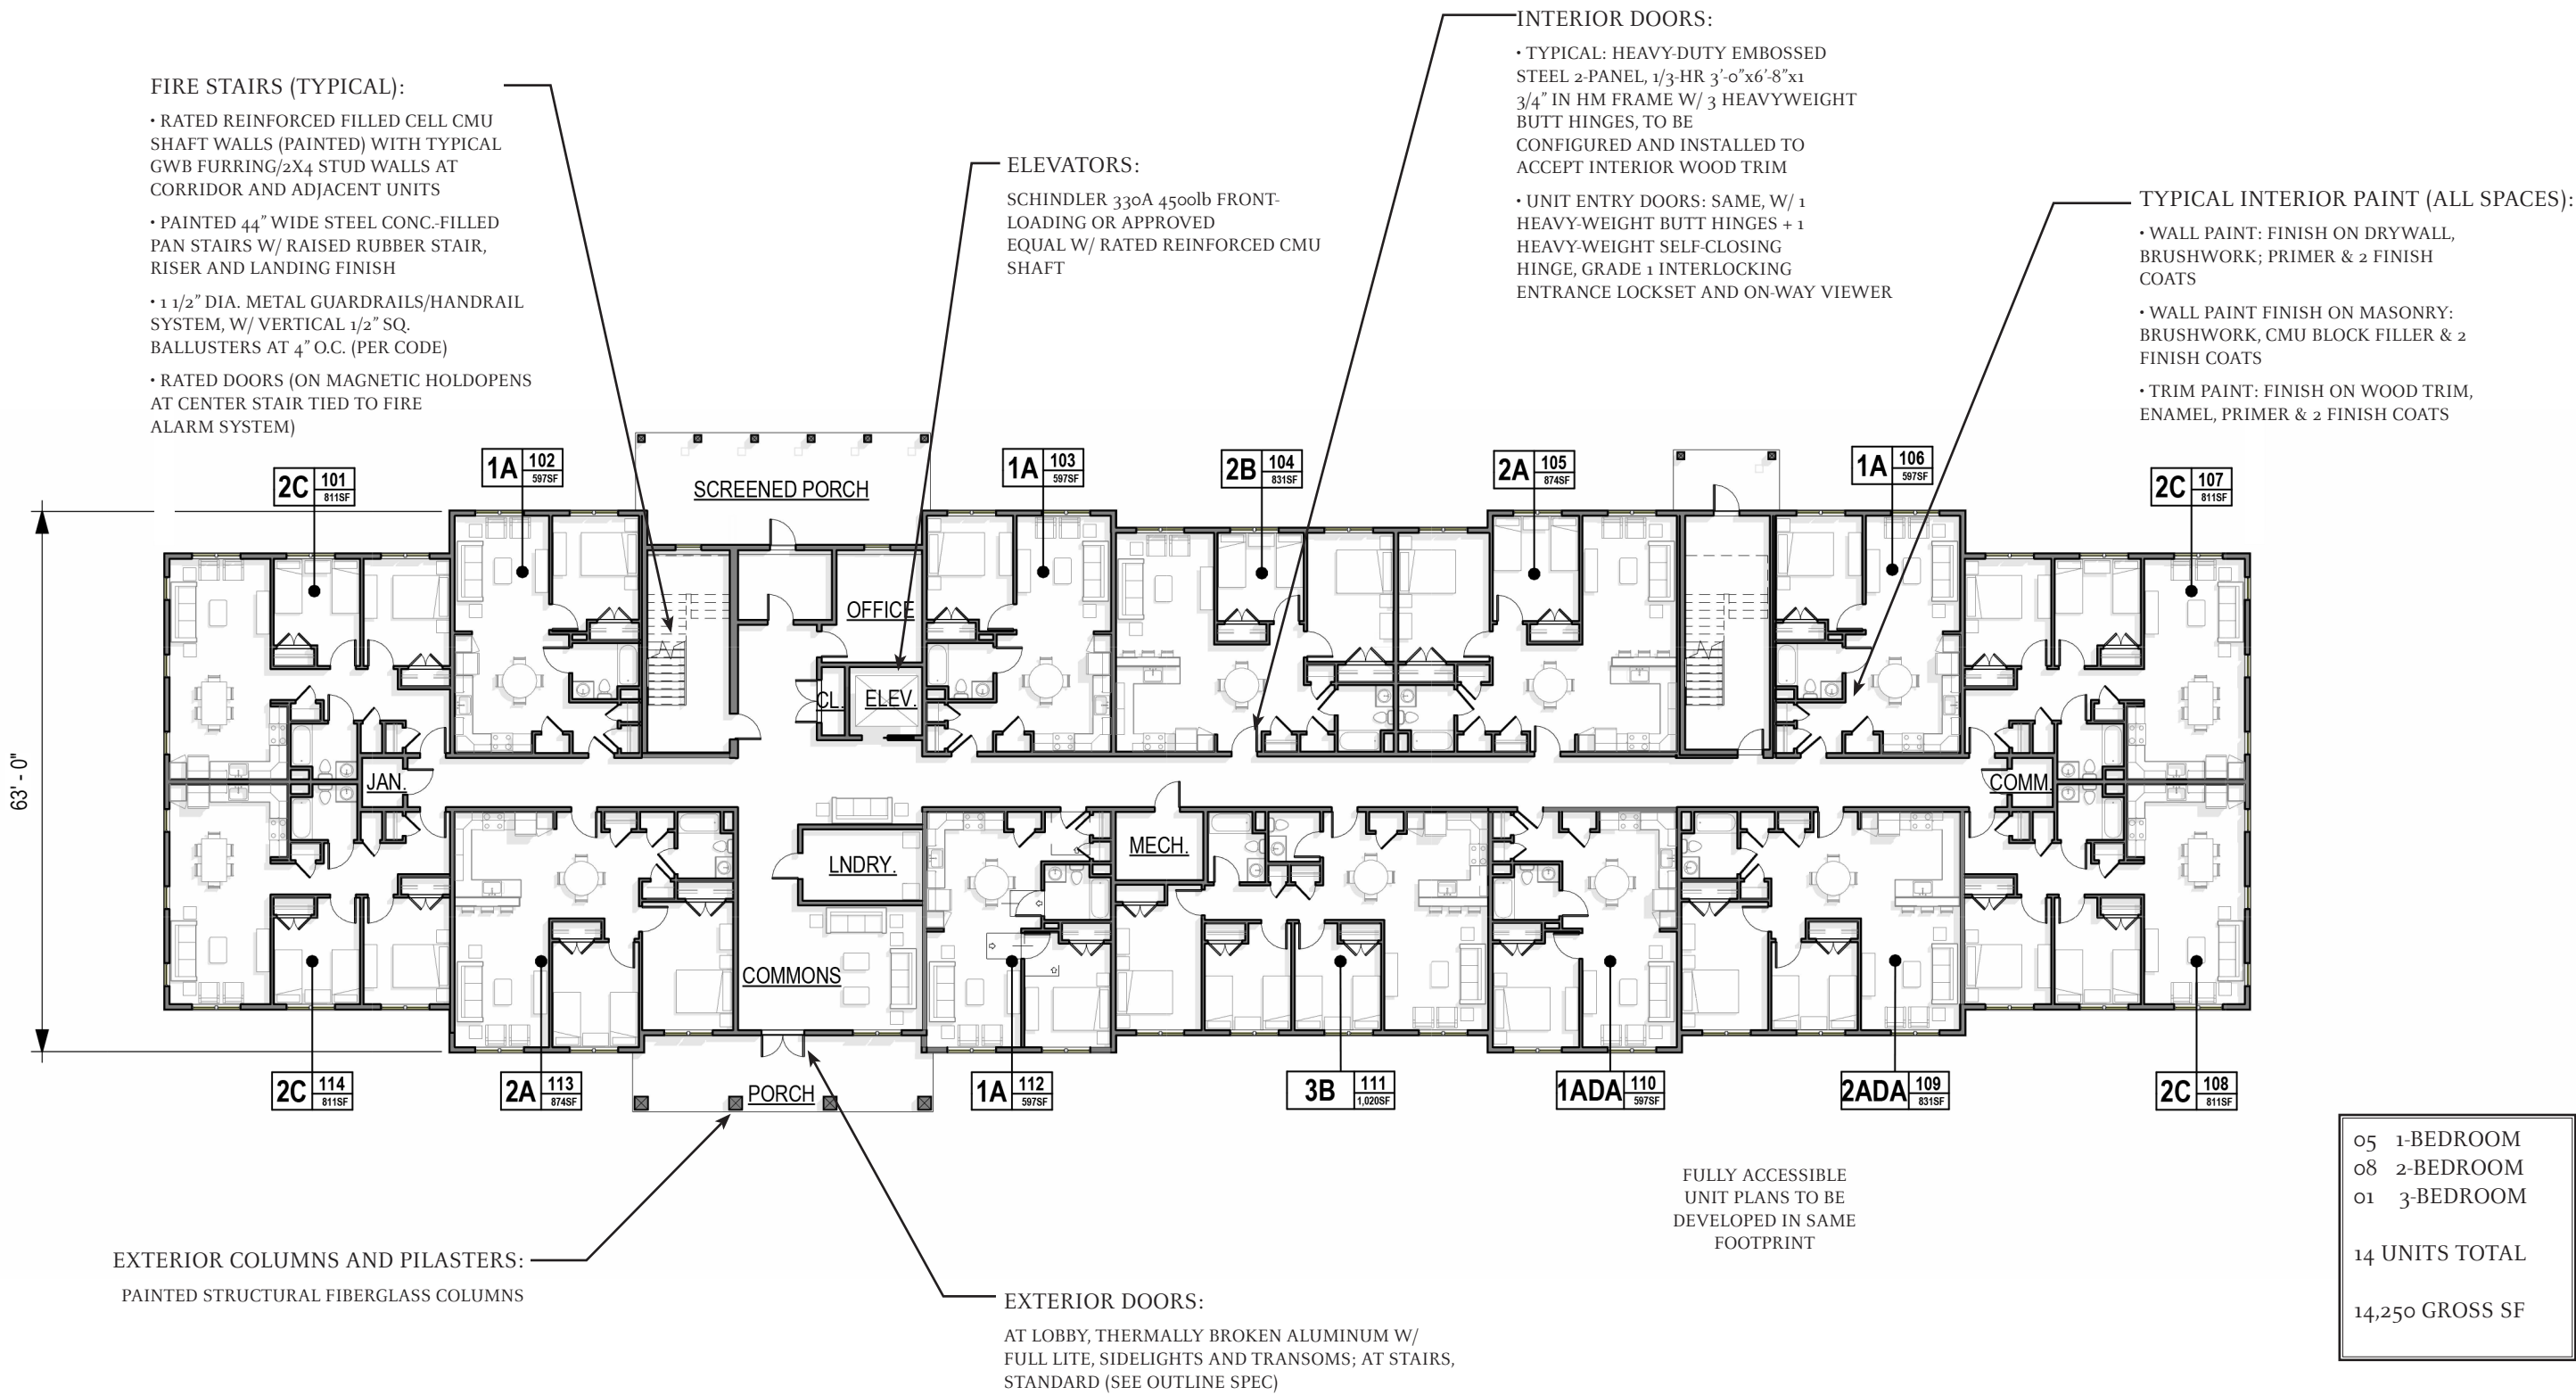 INTERIOR DOORS:
• TYPICAL: HEAVY-DUTY EMBOSSED
STEEL 2-PANEL, 1/3-HR 3'-0"x6'-8"x1
3/4" IN HM FRAME W/ 3 HEAVYWEIGHT
BUTT HINGES, TO BE
CONFIGURED AND INSTALLED TO
ACCEPT INTERIOR WOOD TRIM
• UNIT ENTRY DOORS: SAME, W/ 1
HEAVY-WEIGHT BUTT HINGES + 1
HEAVY-WEIGHT SELF-CLOSING
HINGE, GRADE 1 INTERLOCKING
ENTRANCE LOCKSET AND ON-WAY VIEWER
FIRE STAIRS (TYPICAL):
• RATED REINFORCED FILLED CELL CMU
SHAFT WALLS (PAINTED) WITH TYPICAL
GWB FURRING/2X4 STUD WALLS AT
CORRIDOR AND ADJACENT UNITS
• PAINTED 44" WIDE STEEL CONC.-FILLED
PAN STAIRS W/ RAISED RUBBER STAIR,
RISER AND LANDING FINISH
• 1 1/2" DIA. METAL GUARDRAILS/HANDRAIL
SYSTEM, W/ VERTICAL 1/2" SQ.
BALLUSTERS AT 4" O.C. (PER CODE)
• RATED DOORS (ON MAGNETIC HOLDOPENS
AT CENTER STAIR TIED TO FIRE
ALARM SYSTEM)
ELEVATORS:
SCHINDLER 330A 4500lb FRONT-
LOADING OR APPROVED
EQUAL W/ RATED REINFORCED CMU
SHAFT
TYPICAL INTERIOR PAINT (ALL SPACES):
• WALL PAINT: FINISH ON DRYWALL,
BRUSHWORK; PRIMER & 2 FINISH
COATS
• WALL PAINT FINISH ON MASONRY:
BRUSHWORK, CMU BLOCK FILLER & 2
FINISH COATS
• TRIM PAINT: FINISH ON WOOD TRIM,
ENAMEL, PRIMER & 2 FINISH COATS
2C 101 811SF
1A 102 597SF
SCREENED PORCH
1A 103 597SF
2B 104 831SF
2A 105 874SF
1A 106 597SF
2C 107 811SF
63' - 0"
OFFICE
CL.
ELEV.
JAN.
COMM.
LNDRY.
MECH.
COMMONS
PORCH
2C 114 811SF
2A 113 874SF
1A 112 597SF
3B 111 1,020SF
1ADA 110 597SF
2ADA 109 831SF
2C 108 811SF
05 1-BEDROOM
08 2-BEDROOM
01 3-BEDROOM
14 UNITS TOTAL
14,250 GROSS SF
FULLY ACCESSIBLE
UNIT PLANS TO BE
DEVELOPED IN SAME
FOOTPRINT
EXTERIOR COLUMNS AND PILASTERS:
PAINTED STRUCTURAL FIBERGLASS COLUMNS
EXTERIOR DOORS:
AT LOBBY, THERMALLY BROKEN ALUMINUM W/
FULL LITE, SIDELIGHTS AND TRANSOMS; AT STAIRS,
STANDARD (SEE OUTLINE SPEC)